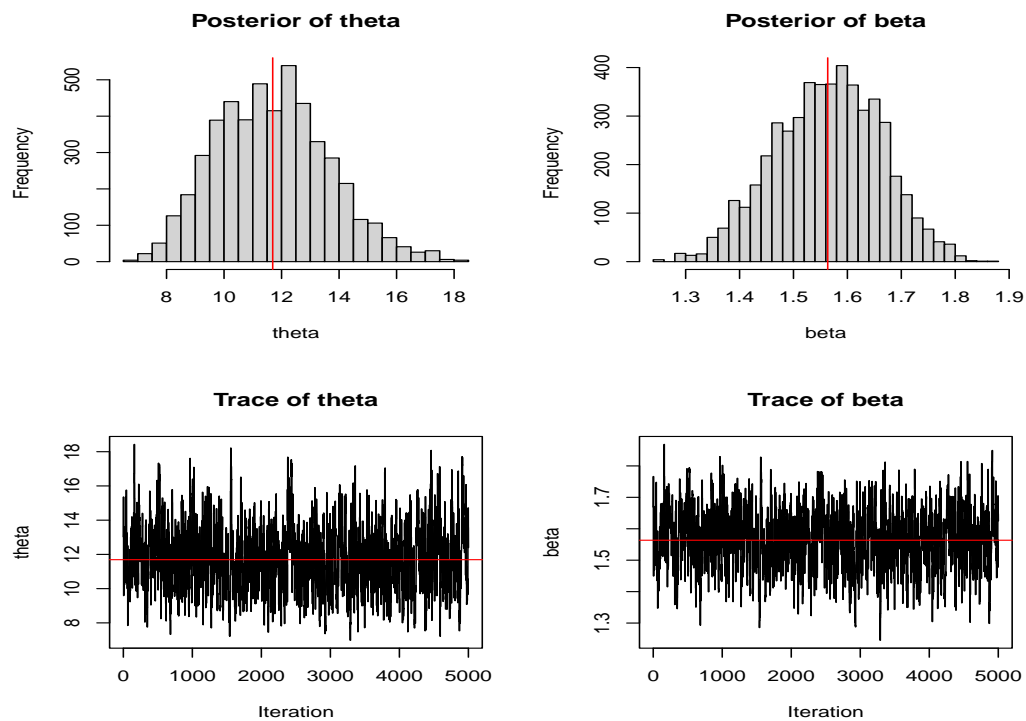 Posterior of theta
Frequency
0 100 300 500
8 10 12 14 16 18
theta
Posterior of beta
Frequency
0 100 200 300 400
1.3 1.4 1.5 1.6 1.7 1.8 1.9
beta
Trace of theta
theta
8 10 12 14 16 18
0 1000 2000 3000 4000 5000
Iteration
Trace of beta
beta
1.3 1.5 1.7
0 1000 2000 3000 4000 5000
Iteration